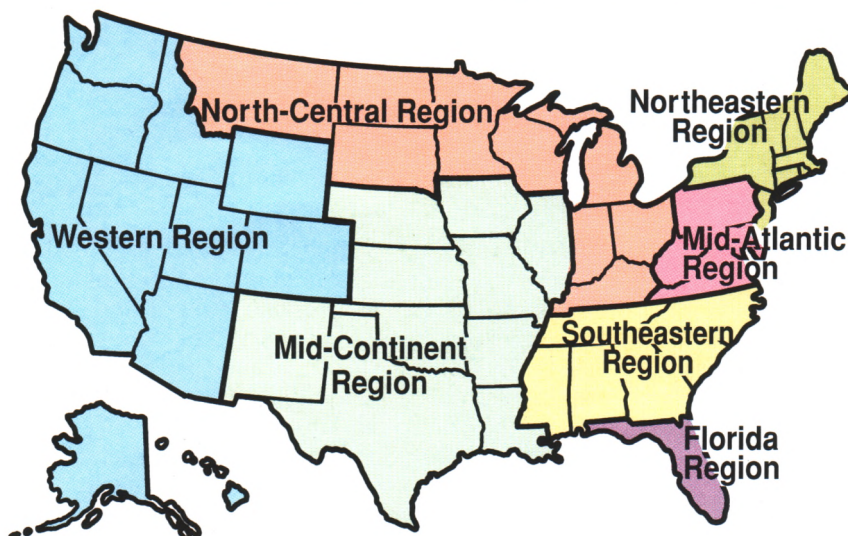 North-Central Region
Northeastern
Region
Western Region
Mid-Atlantic
Region
Mid-Continent
Region
Southeastern
Region
Florida
Region